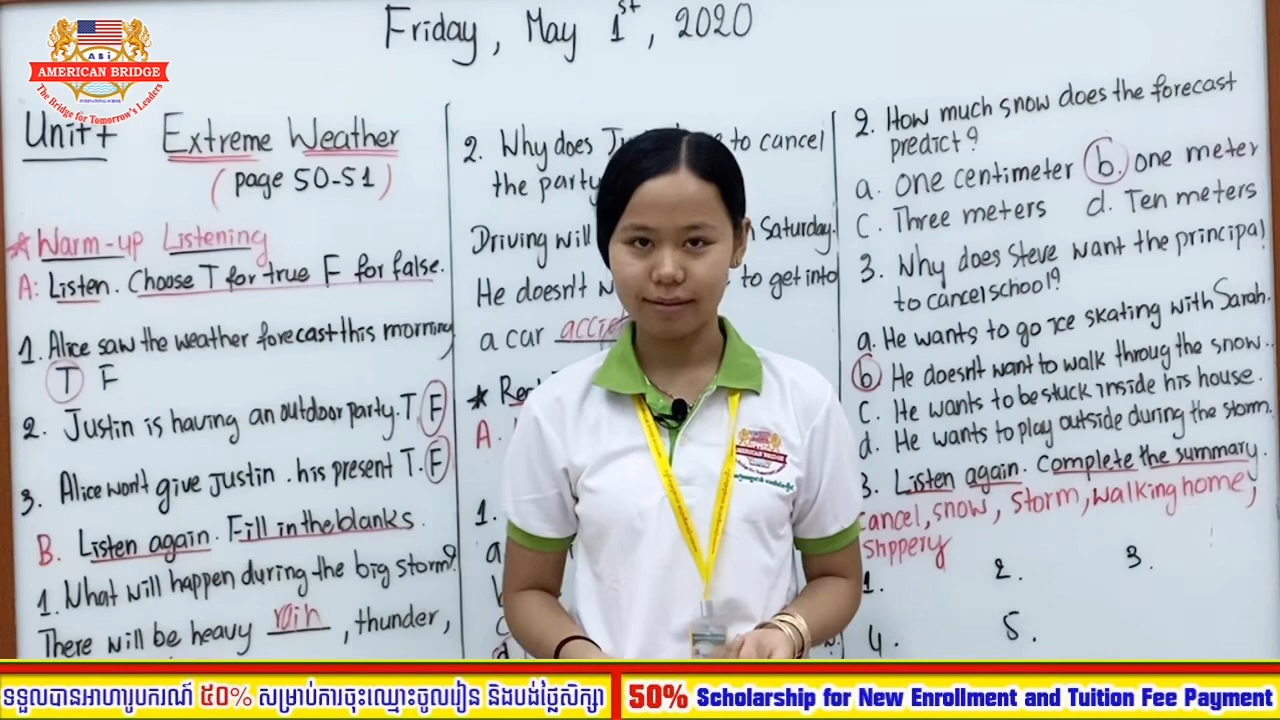 ABi
AMERICAN BRIDGE
INTERNATIONAL SCHOOL
The Bridge for Tomorrow's Leaders
Friday, May 1st, 2020
Unit 7 Extreme Weather
(page 50-51)
Warm-up Listening
A: Listen. Choose T for true F for false.
1. Alice saw the weather forecast this morning
T F
2. Justin is having an outdoor party. T. F
3. Alice won't give Justin. his present T. F
B. Listen again. Fill in the blanks.
1. What will happen during the big storm?
There will be heavy rain, thunder,
2. Why does to cancel
the party
Driving will Saturday.
He doesn't to get into
a car
A.
1.
2. How much snow does the forecast
predict?
a. one centimeter b. one meter
c. Three meters d. Ten meters
3. Why does Steve want the principal
to cancel school?
a. He wants to go ice skating with Sarah.
b. He doesn't want to walk throug the snow..
c. He wants to be stuck inside his house.
d. He wants to play outside during the storm.
3. Listen again. Complete the summary.
cancel, snow, storm, walking home,
slippery
1. 2. 3.
4. 5.
AMERICAN BRIDGE
ទទួលបានអាហារូបករណ៍ ៥០% សម្រាប់ការចុះឈ្មោះចូលរៀន និងបង់ថ្លៃសិក្សា
50% Scholarship for New Enrollment and Tuition Fee Payment